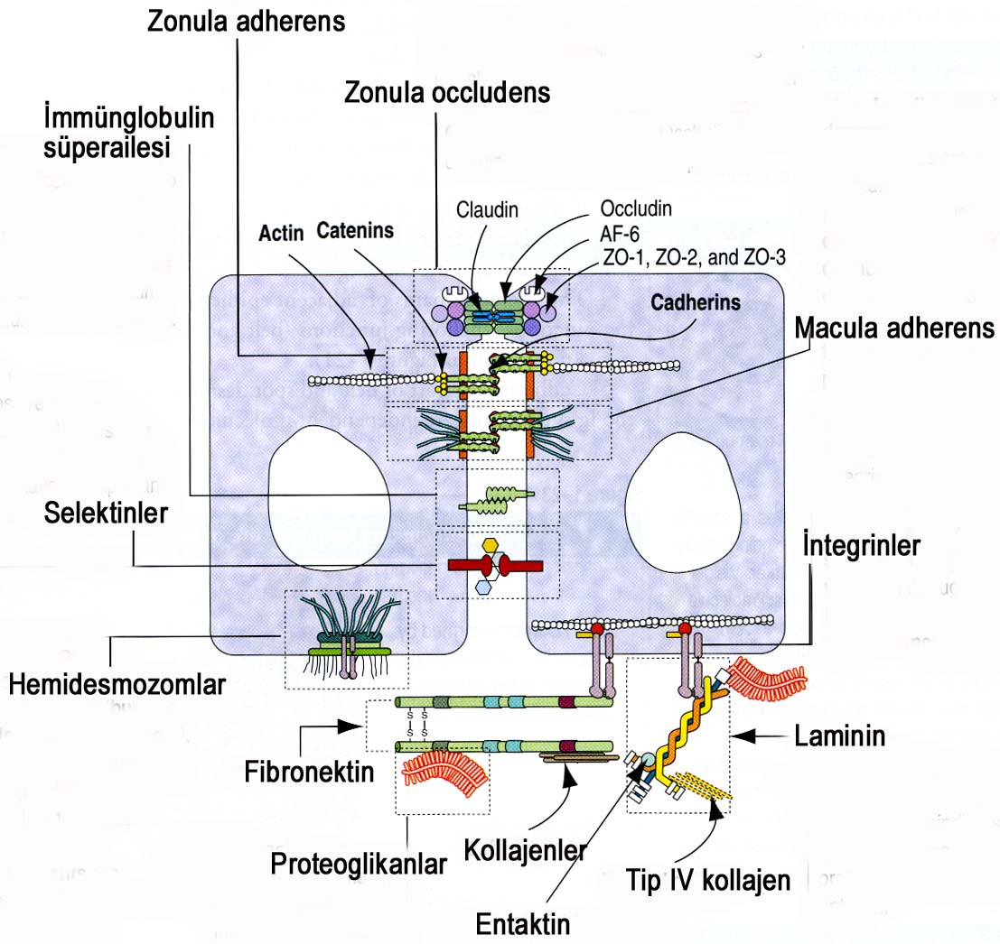 Zonula adherens
Zonula occludens
İmmünglobulin
süperailesi
Claudin
Occludin
Actin
Catenins
AF-6
ZO-1, ZO-2, and ZO-3
Cadherins
Macula adherens
Selektinler
İntegrinler
Hemidesmozomlar
S
S
S
S
Laminin
Fibronektin
Kollajenler
Proteoglikanlar
Tip IV kollajen
Entaktin